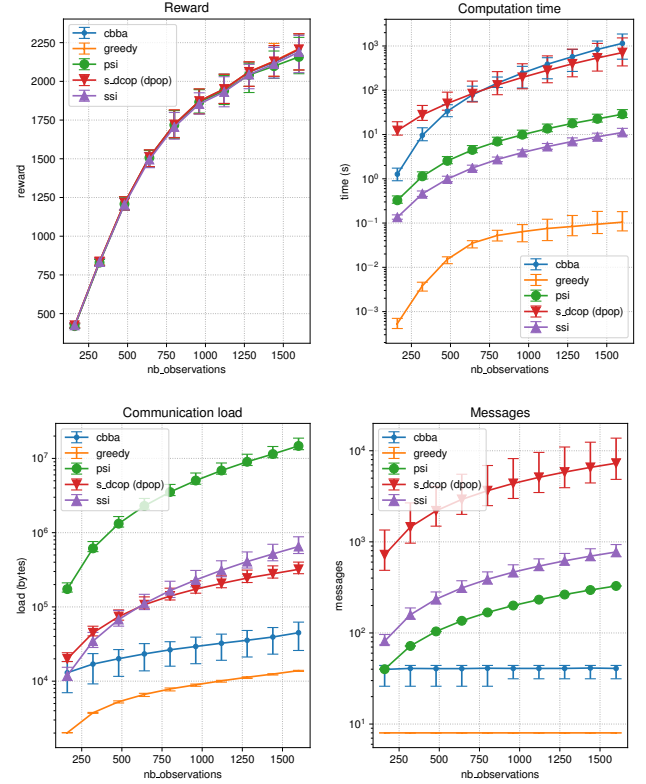 Reward
cbba
greedy
psi
s_dcop (dpop)
ssi
2250
2000
1750
1500
1250
1000
750
500
reward
250 500 750 1000 1250 1500
nb_observations
Computation time
10³
10²
10¹
10⁰
10⁻¹
10⁻²
10⁻³
time (s)
cbba
greedy
psi
s_dcop (dpop)
ssi
250 500 750 1000 1250 1500
nb_observations
Communication load
cbba
greedy
psi
s_dcop (dpop)
ssi
10⁷
10⁶
10⁵
10⁴
load (bytes)
250 500 750 1000 1250 1500
nb_observations
Messages
cbba
greedy
psi
s_dcop (dpop)
ssi
10⁴
10³
10²
10¹
messages
250 500 750 1000 1250 1500
nb_observations